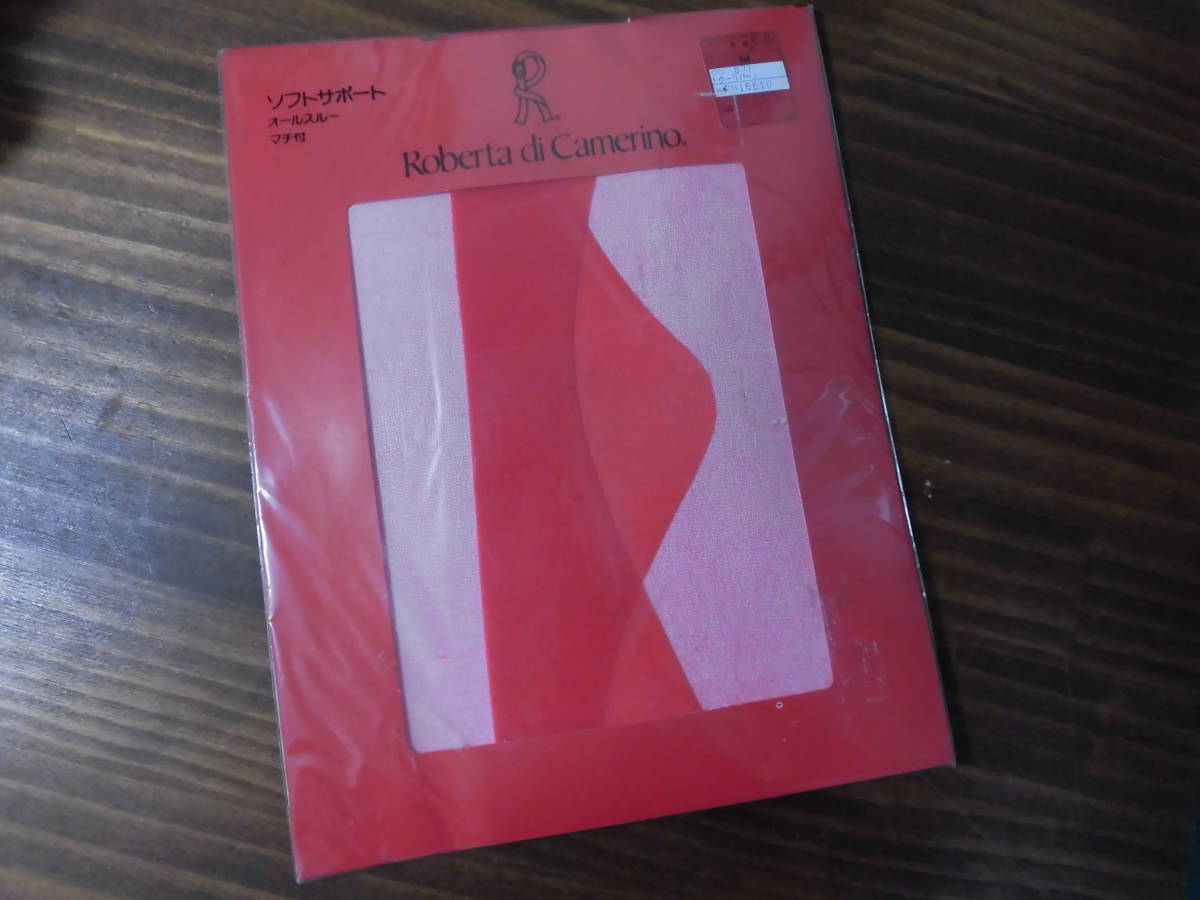 ソフトサポート
オールスルー
マチ付
R
Roberta di Camerino®
M